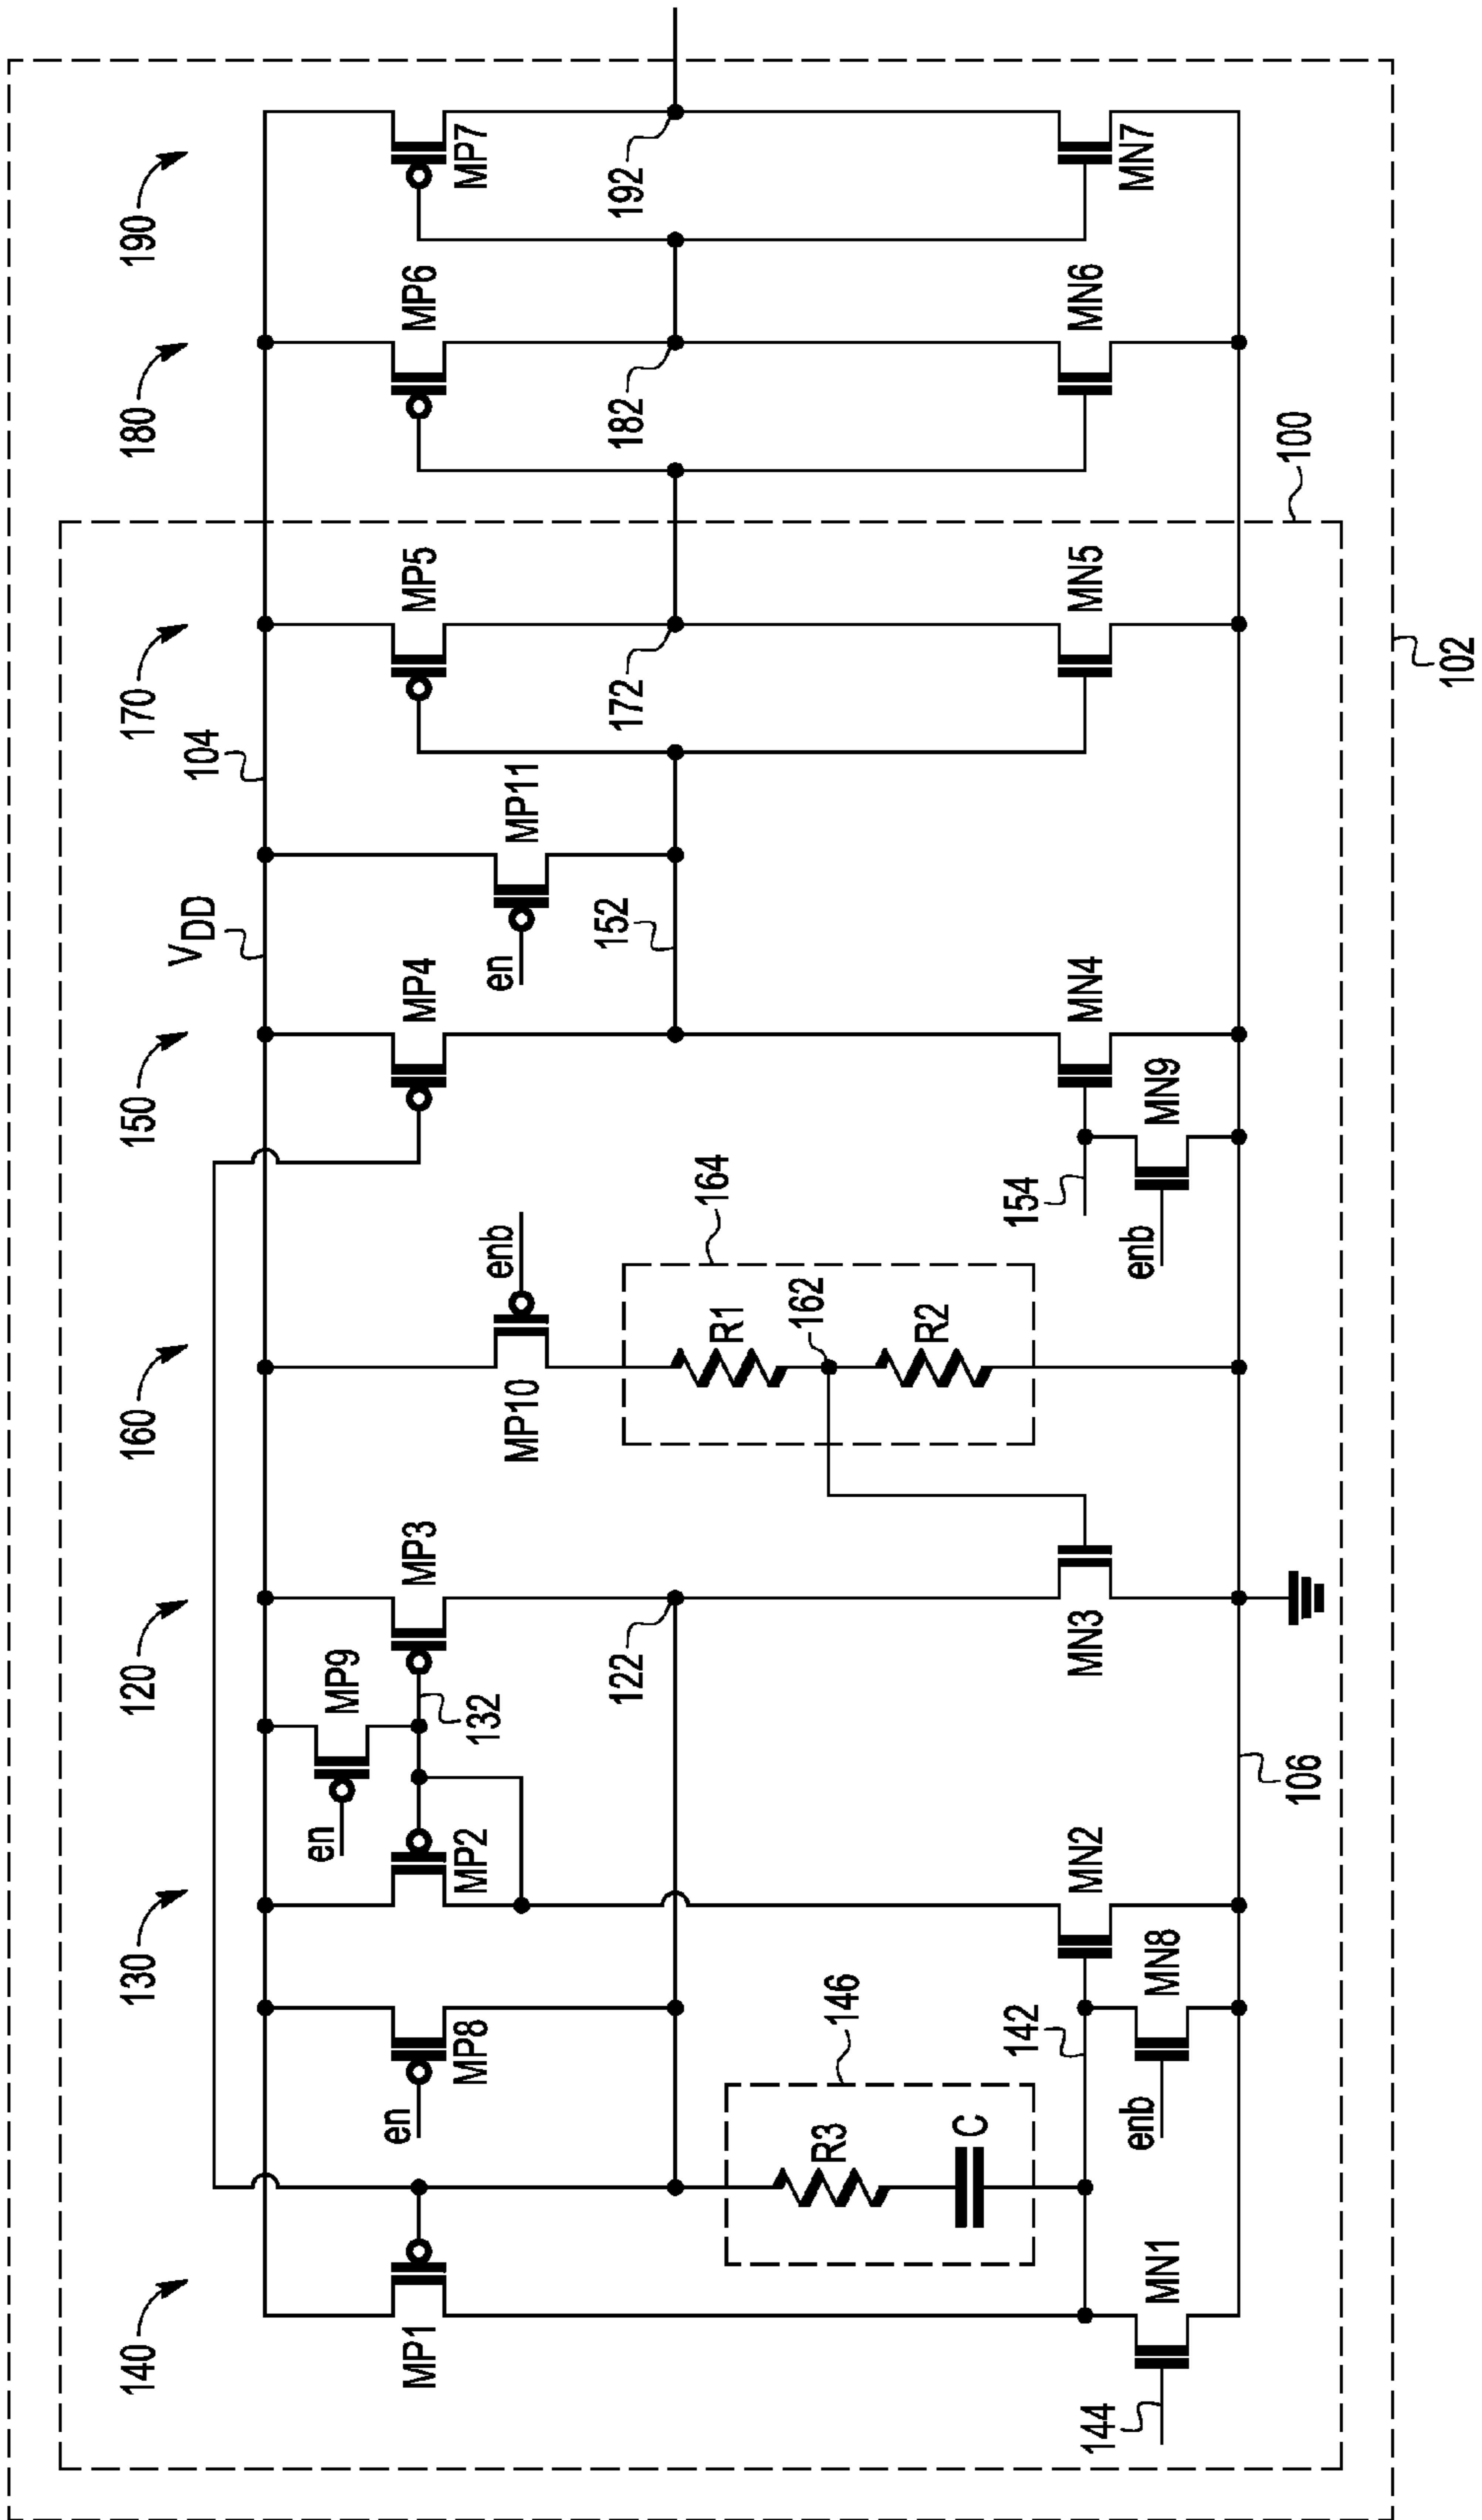 140
130
120
160
150
170
180
190
VDD
104
MP1
en
MP8
MP2
en
MP9
132
MP3
MP10
enb
MP4
en
MP11
MP5
MP6
MP7
122
152
172
182
192
146
R3
C
164
R1
162
R2
144
MN1
142
enb
MN8
MN2
MN3
154
enb
MN9
MN4
MN5
MN6
MN7
106
100
102